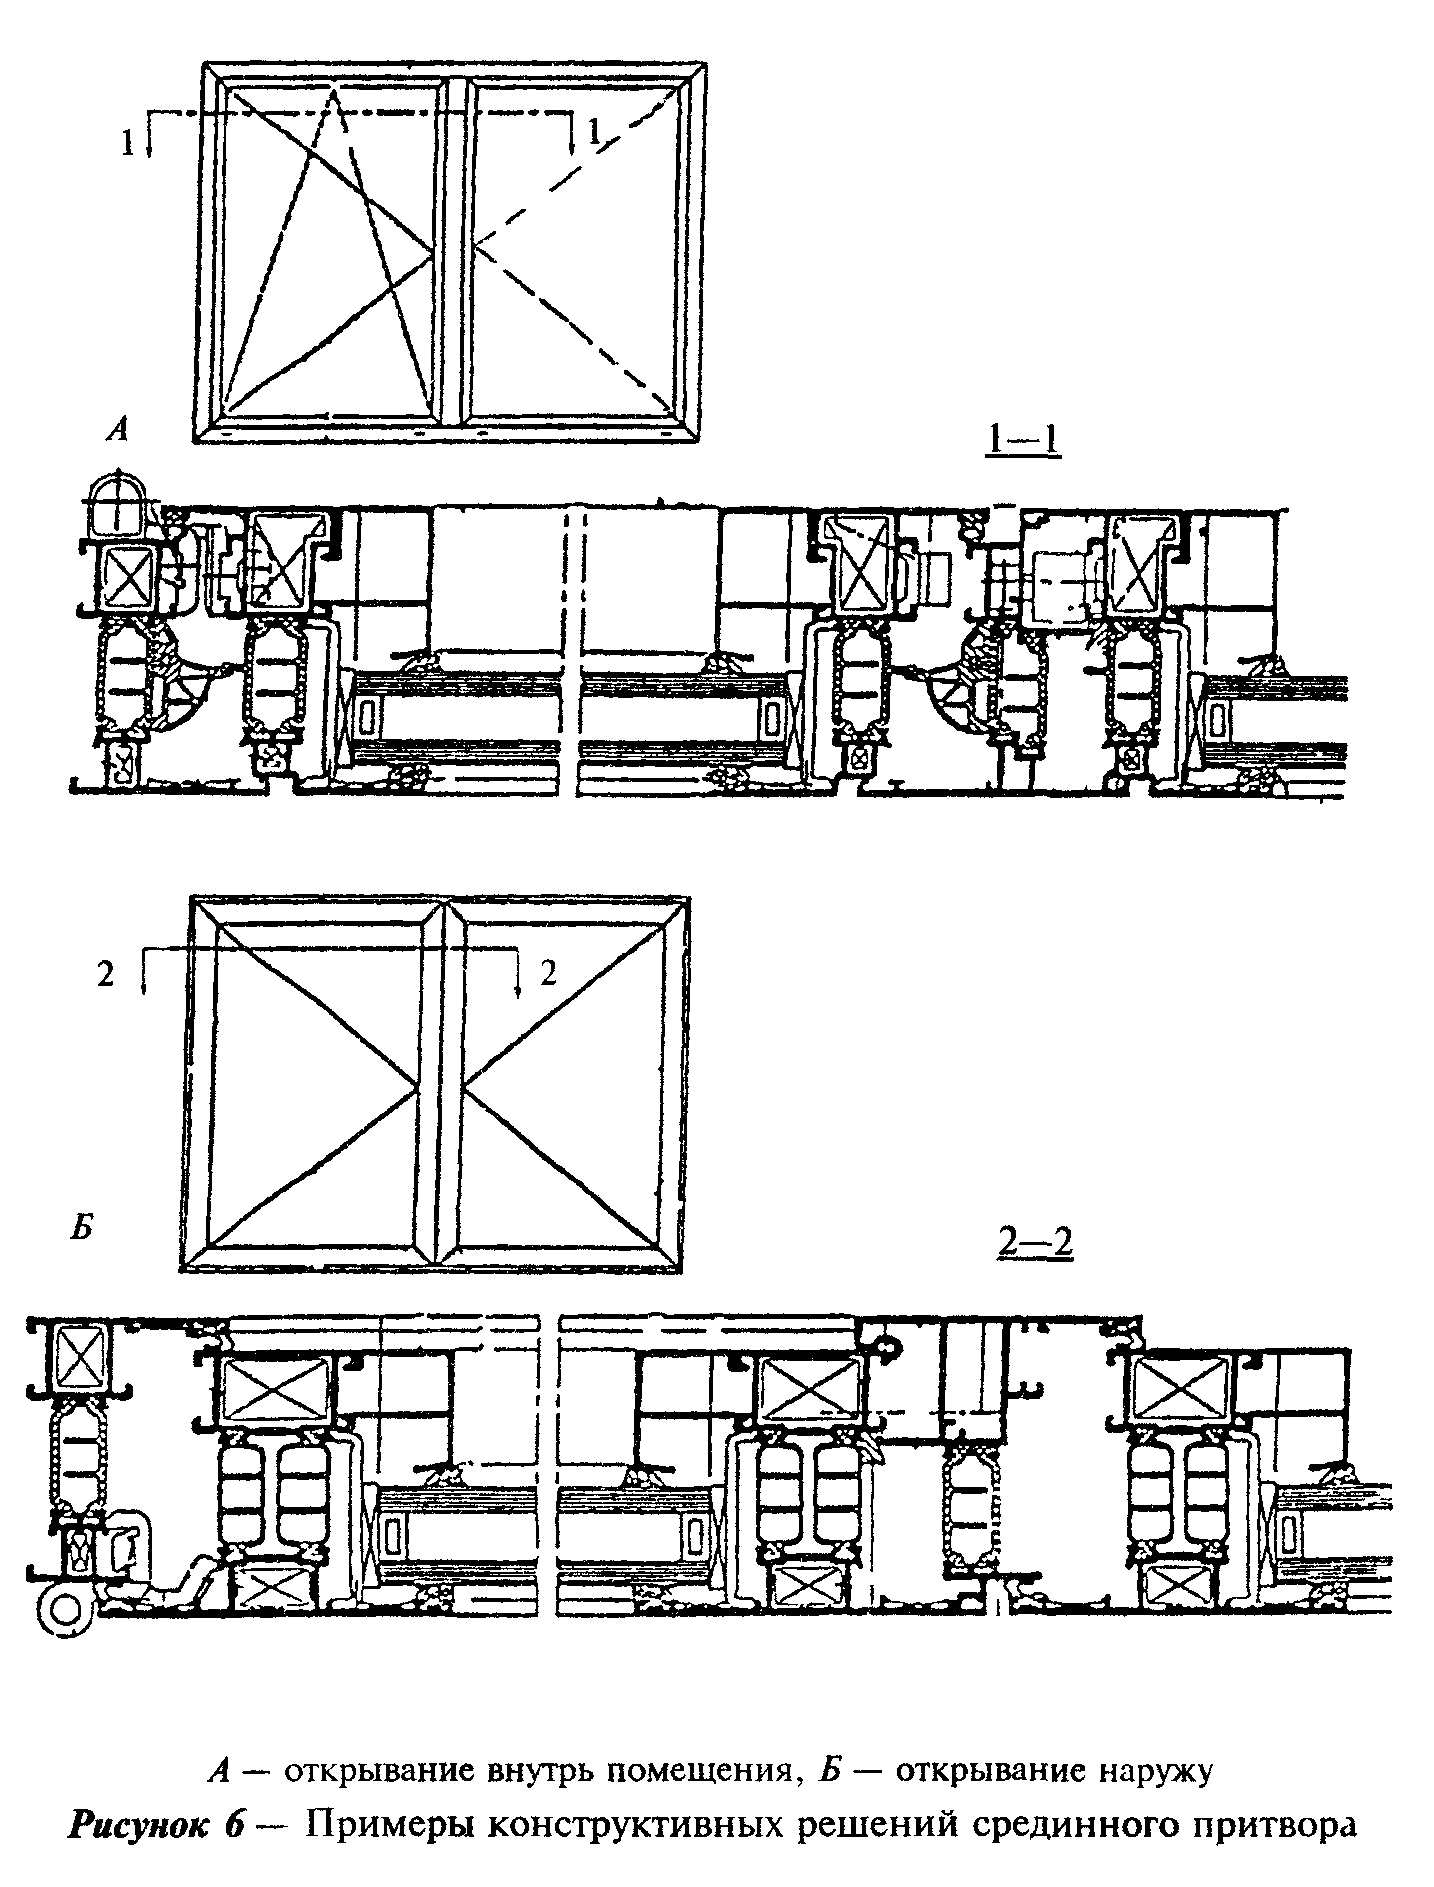 1 1
А
1—1
2 2
Б
2—2
А — открывание внутрь помещения, Б — открывание наружу
Рисунок 6 — Примеры конструктивных решений срединного притвора